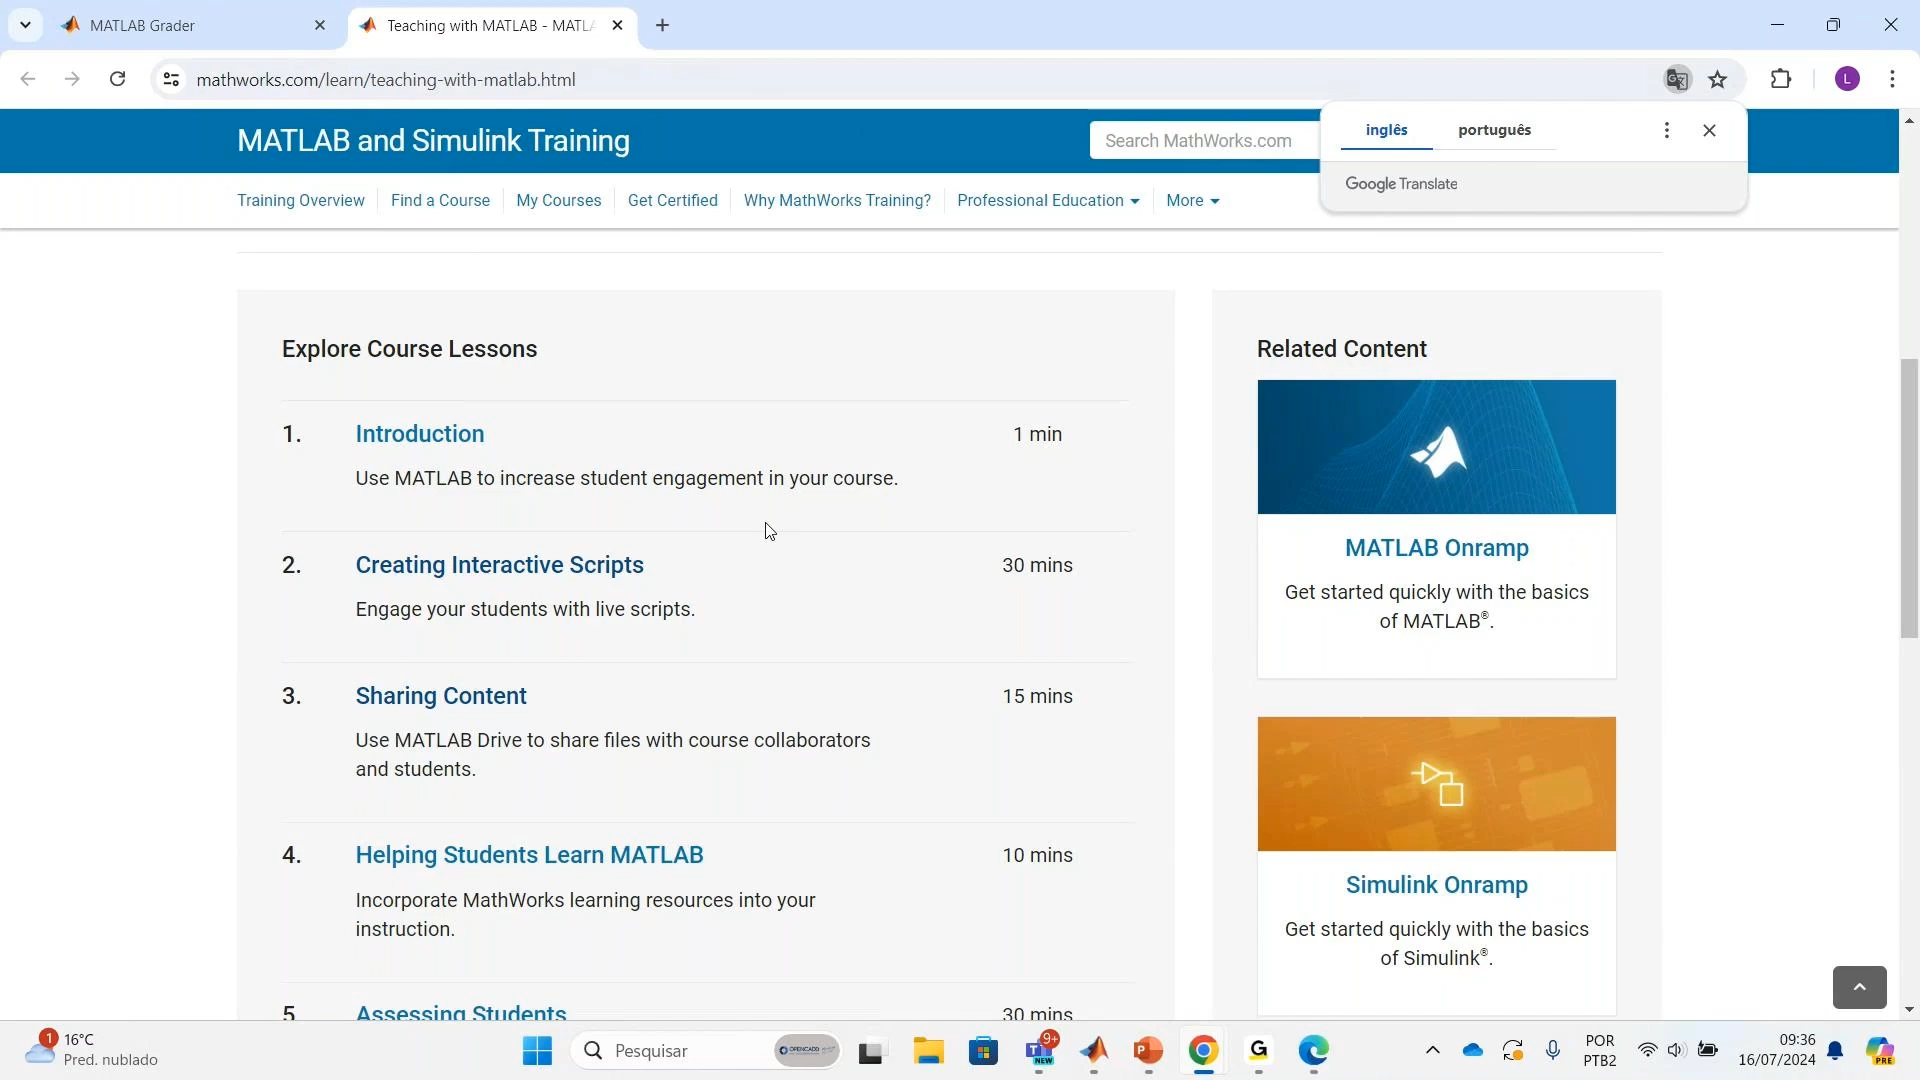 MATLAB Grader
Teaching with MATLAB - MATLA
mathworks.com/learn/teaching-with-matlab.html
L
MATLAB and Simulink Training
Search MathWorks.com
inglês português
Google Translate
Training Overview Find a Course My Courses Get Certified Why MathWorks Training? Professional Education More
Explore Course Lessons
1. Introduction 1 min
Use MATLAB to increase student engagement in your course.
2. Creating Interactive Scripts 30 mins
Engage your students with live scripts.
3. Sharing Content 15 mins
Use MATLAB Drive to share files with course collaborators
and students.
4. Helping Students Learn MATLAB 10 mins
Incorporate MathWorks learning resources into your
instruction.
5 Assessing Students 30 mins
Related Content
MATLAB Onramp
Get started quickly with the basics
of MATLAB®.
Simulink Onramp
Get started quickly with the basics
of Simulink®.
1 16°C
Pred. nublado
Pesquisar
OPENCADD
9+
NEW
P
G
POR
PTB2
09:36
16/07/2024
PRE